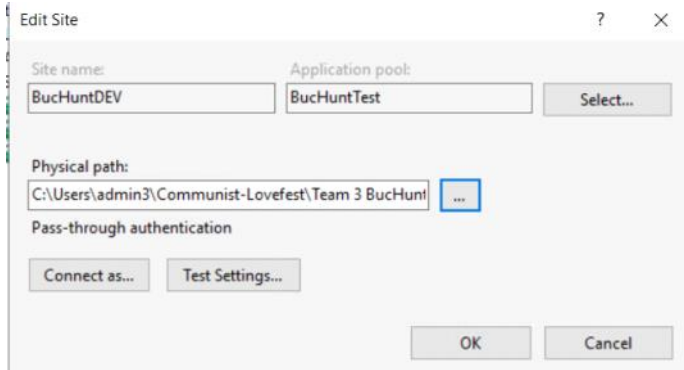 Edit Site ? ×
Site name: Application pool:
BucHuntDEV BucHuntTest Select...
Physical path:
C:\Users\admin3\Communist-Lovefest\Team 3 BucHunt ...
Pass-through authentication
Connect as... Test Settings...
OK Cancel